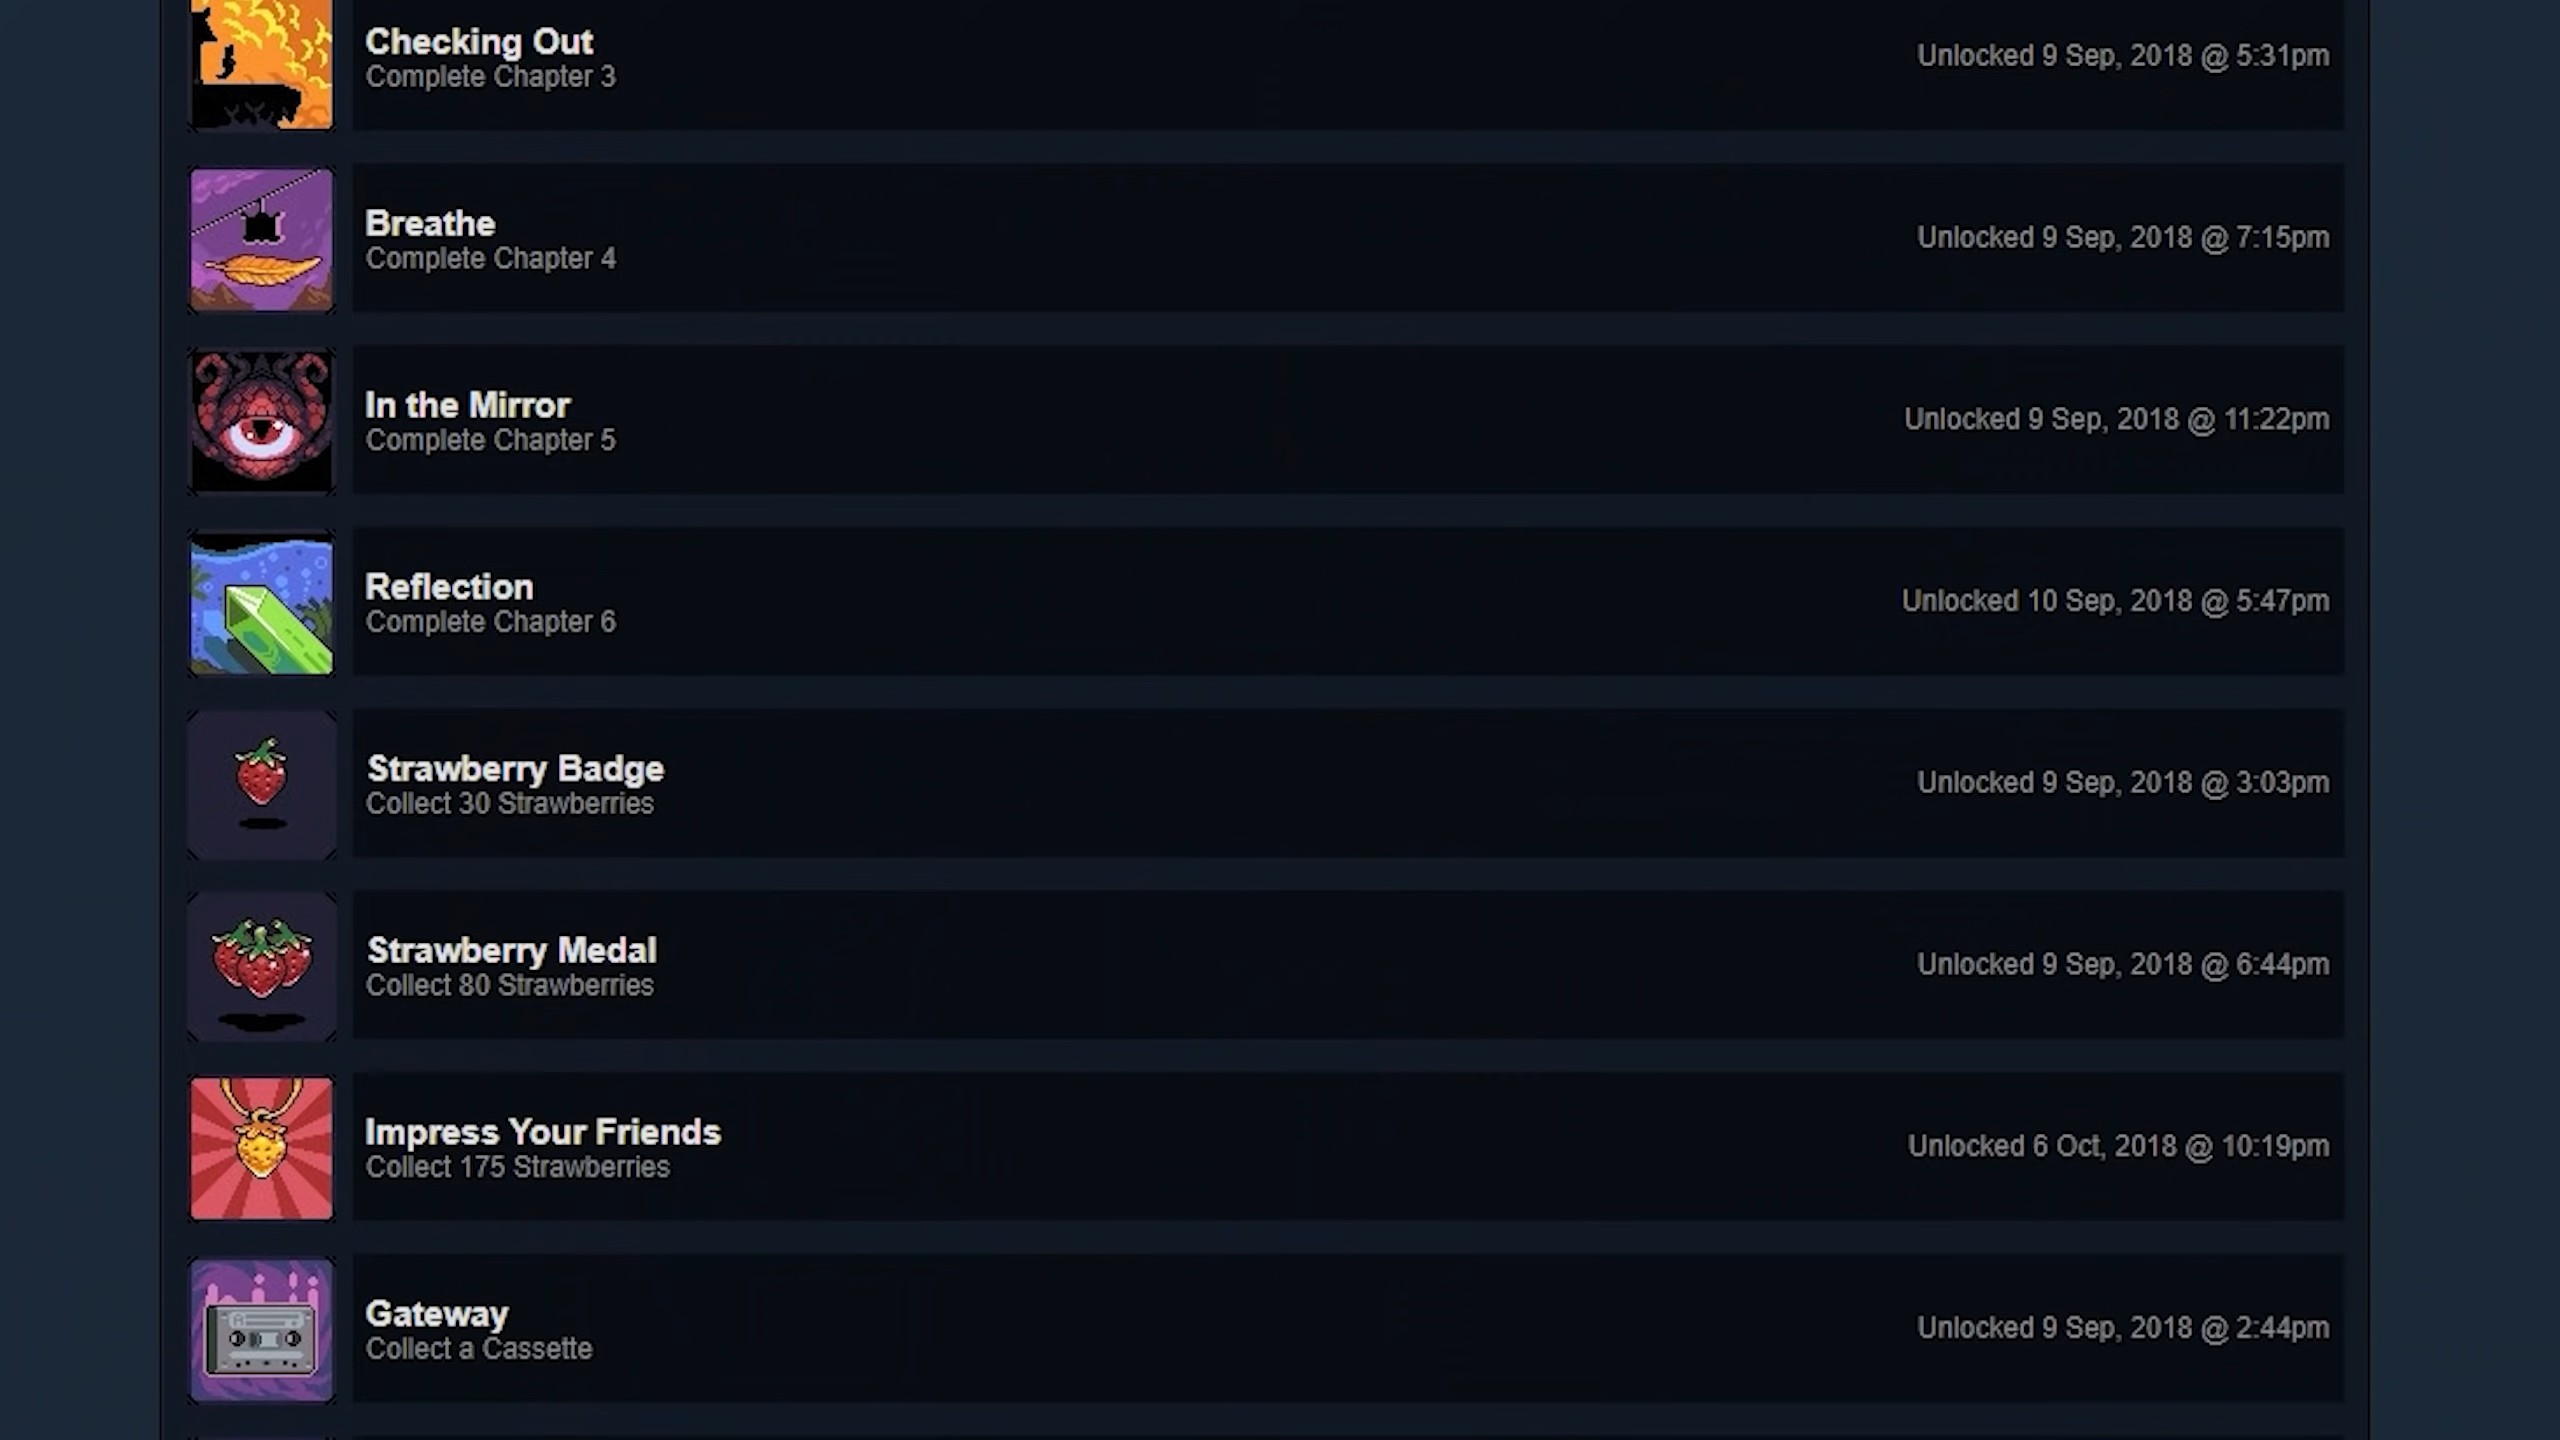 Checking Out
Complete Chapter 3
Unlocked 9 Sep, 2018 @ 5:31pm
Breathe
Complete Chapter 4
Unlocked 9 Sep, 2018 @ 7:15pm
In the Mirror
Complete Chapter 5
Unlocked 9 Sep, 2018 @ 11:22pm
Reflection
Complete Chapter 6
Unlocked 10 Sep, 2018 @ 5:47pm
Strawberry Badge
Collect 30 Strawberries
Unlocked 9 Sep, 2018 @ 3:03pm
Strawberry Medal
Collect 80 Strawberries
Unlocked 9 Sep, 2018 @ 6:44pm
Impress Your Friends
Collect 175 Strawberries
Unlocked 6 Oct, 2018 @ 10:19pm
Gateway
Collect a Cassette
Unlocked 9 Sep, 2018 @ 2:44pm